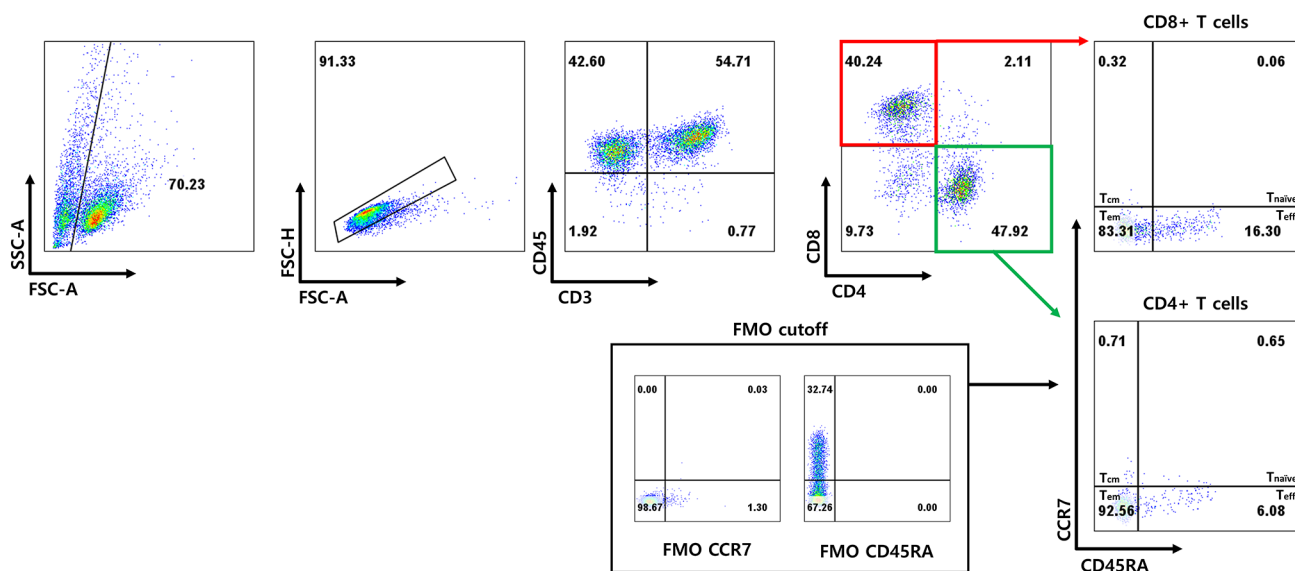 CD8+ T cells
91.33
42.60
54.71
40.24
2.11
0.32
0.06
70.23
SSC-A
FSC-H
CD45
CD8
1.92
0.77
9.73
47.92
Tcm
Tnaïve
Tem
Teff
83.31
16.30
FSC-A
FSC-A
CD3
CD4
CD4+ T cells
FMO cutoff
0.71
0.65
0.00
0.03
32.74
0.00
98.67
1.30
67.26
0.00
FMO CCR7
FMO CD45RA
Tcm
Tnaïve
Tem
Teff
92.56
6.08
CCR7
CD45RA